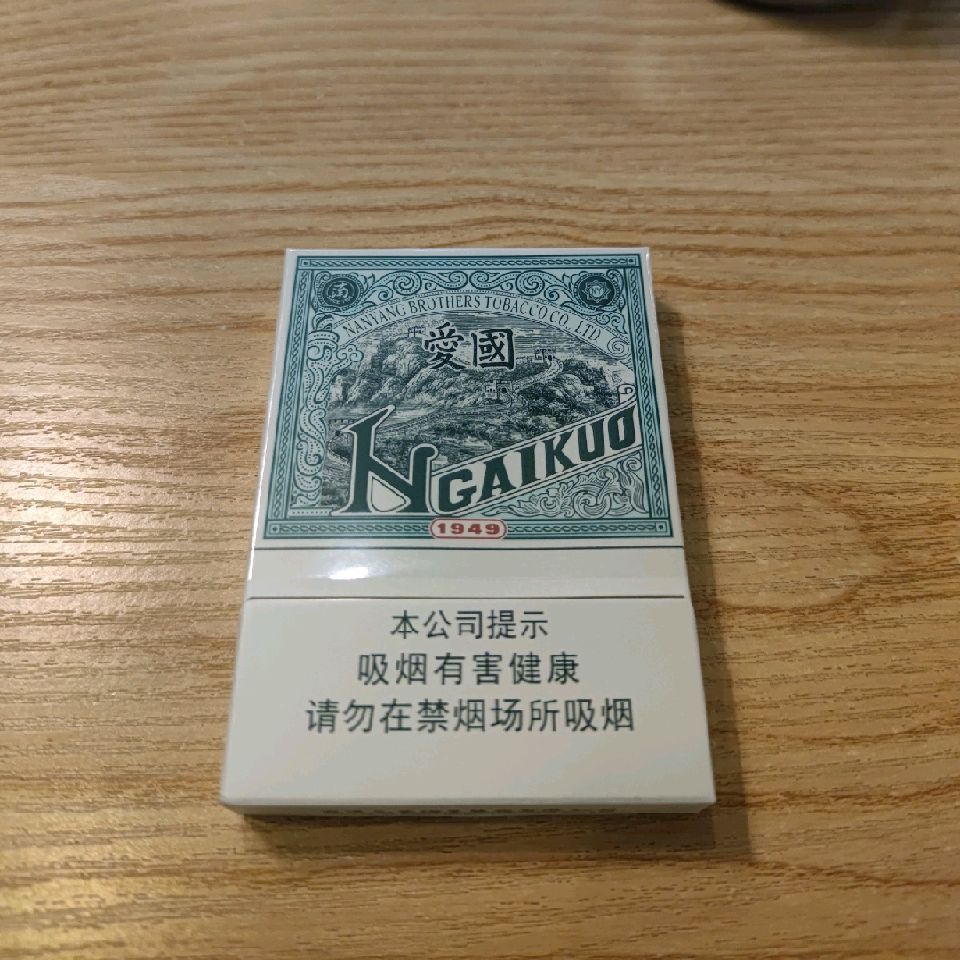 南
NANYANG BROTHERS TOBACCO CO., LTD
愛國
NGAIKUO
1949
本公司提示
吸烟有害健康
请勿在禁烟场所吸烟